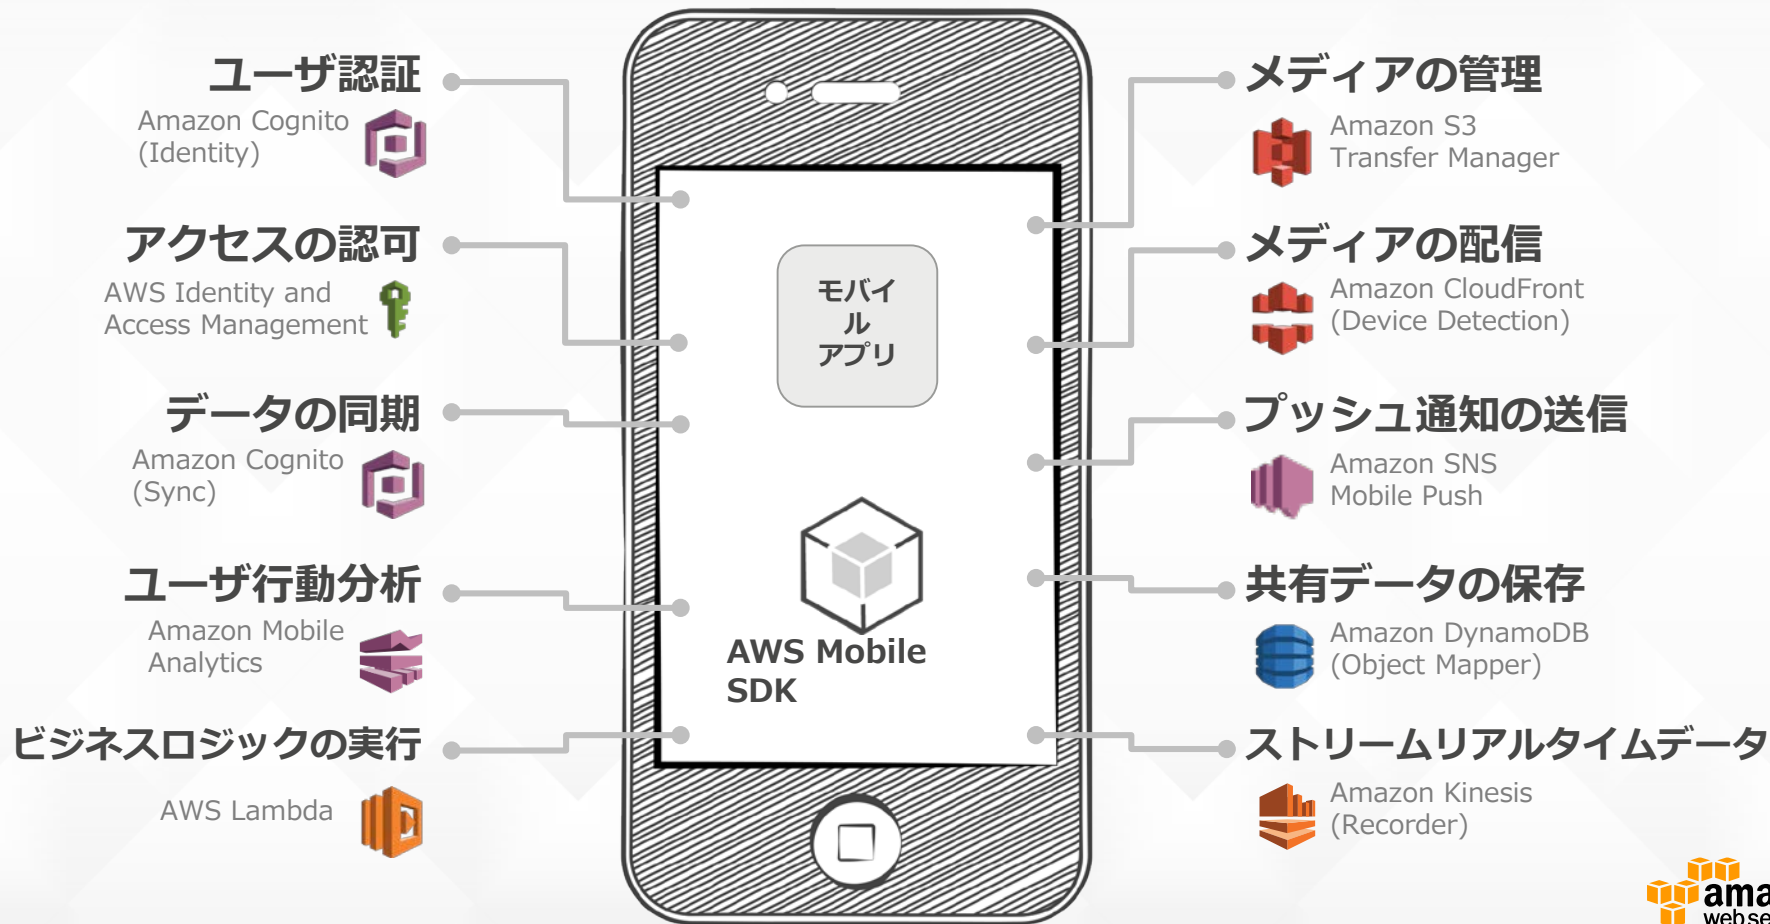 ユーザ認証
Amazon Cognito
(Identity)
アクセスの認可
AWS Identity and
Access Management
データの同期
Amazon Cognito
(Sync)
ユーザ行動分析
Amazon Mobile
Analytics
ビジネスロジックの実行
AWS Lambda
モバイ
ル
アプリ
AWS Mobile
SDK
メディアの管理
Amazon S3
Transfer Manager
メディアの配信
Amazon CloudFront
(Device Detection)
プッシュ通知の送信
Amazon SNS
Mobile Push
共有データの保存
Amazon DynamoDB
(Object Mapper)
ストリームリアルタイムデータ
Amazon Kinesis
(Recorder)